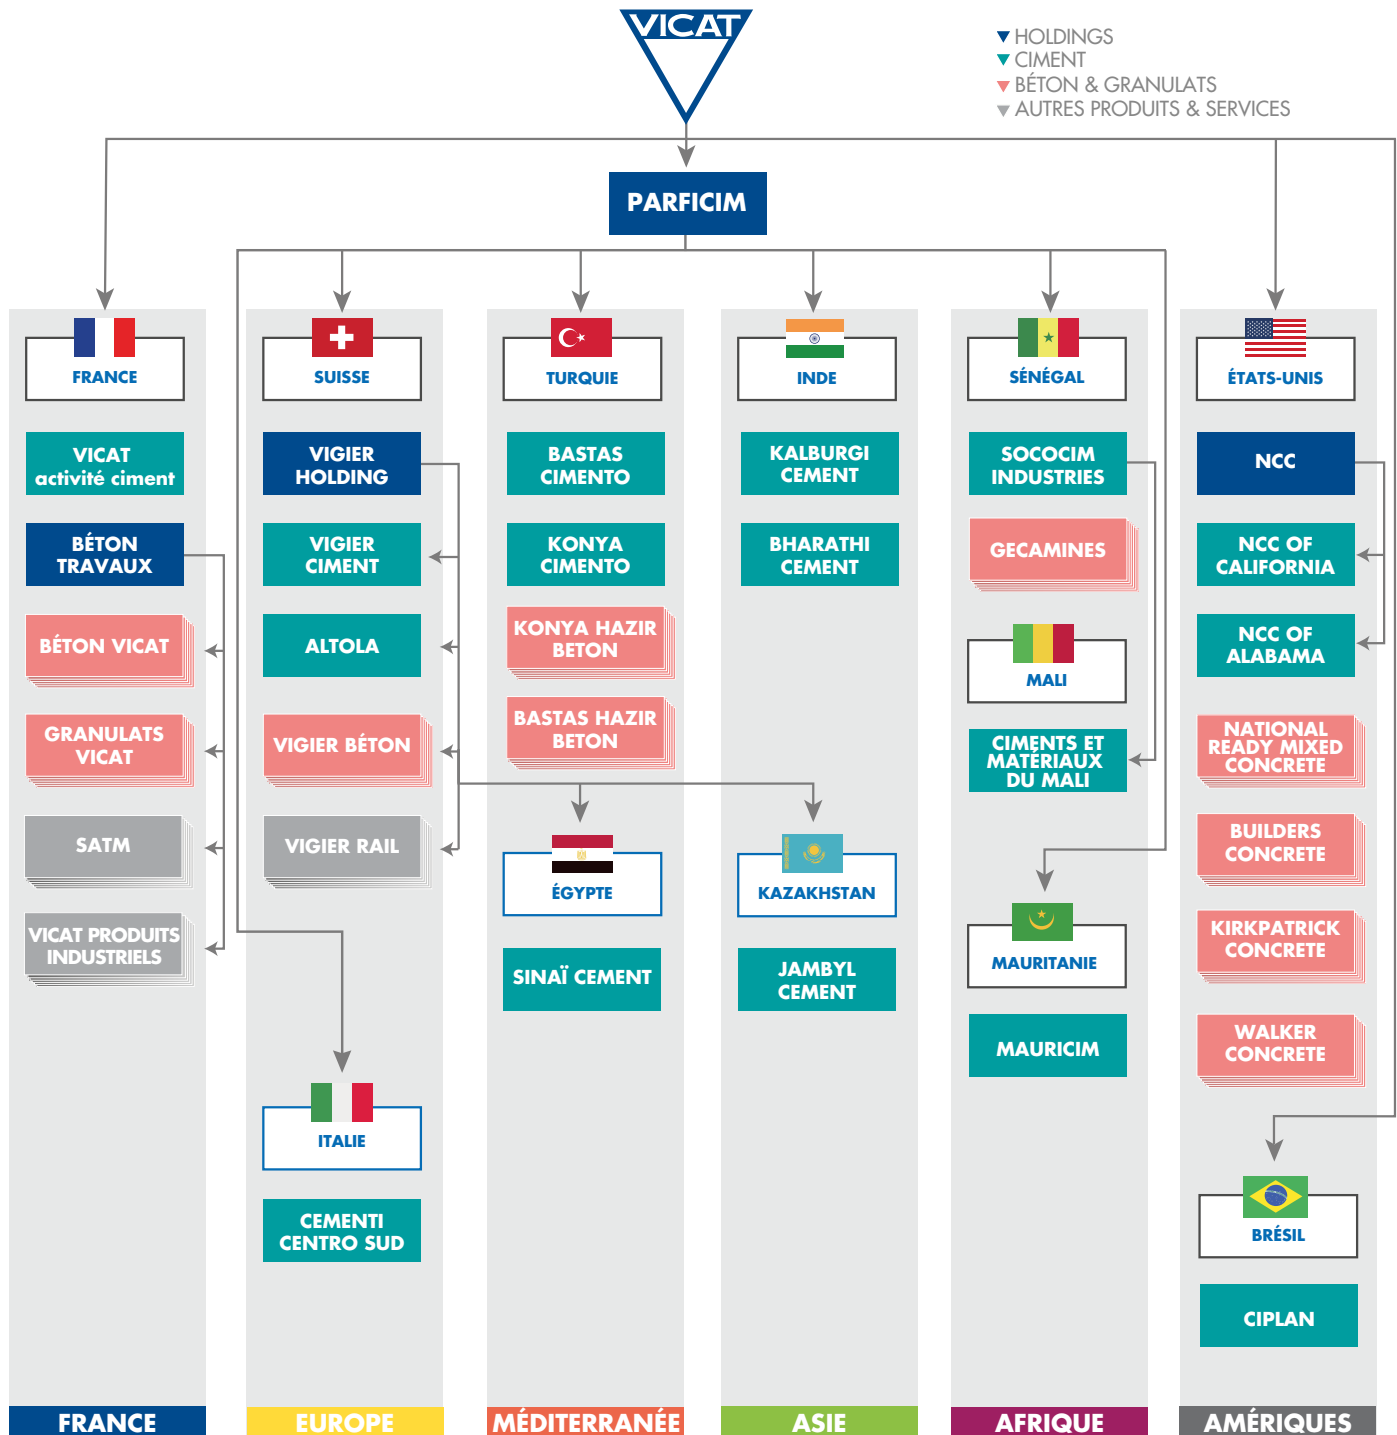 VICAT
HOLDINGS
CIMENT
BÉTON & GRANULATS
AUTRES PRODUITS & SERVICES
PARFICIM
FRANCE
VICAT
activité ciment
BÉTON
TRAVAUX
BÉTON VICAT
GRANULATS
VICAT
SATM
VICAT PRODUITS
INDUSTRIELS
FRANCE
SUISSE
VIGIER
HOLDING
VIGIER
CIMENT
ALTOLA
VIGIER BÉTON
VIGIER RAIL
ITALIE
CEMENTI
CENTRO SUD
EUROPE
TURQUIE
BASTAS
CIMENTO
KONYA
CIMENTO
KONYA HAZIR
BETON
BASTAS HAZIR
BETON
ÉGYPTE
SINAÏ CEMENT
MÉDITERRANÉE
INDE
KALBURGI
CEMENT
BHARATHI
CEMENT
KAZAKHSTAN
JAMBYL
CEMENT
ASIE
SÉNÉGAL
SOCOCIM
INDUSTRIES
GECAMINES
MALI
CIMENTS ET
MATÉRIAUX
DU MALI
MAURITANIE
MAURICIM
AFRIQUE
ÉTATS-UNIS
NCC
NCC OF
CALIFORNIA
NCC OF
ALABAMA
NATIONAL
READY MIXED
CONCRETE
BUILDERS
CONCRETE
KIRKPATRICK
CONCRETE
WALKER
CONCRETE
BRÉSIL
CIPLAN
AMÉRIQUES